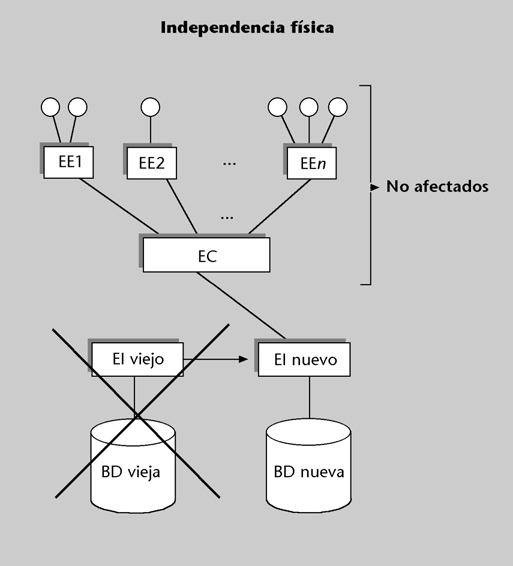 Independencia física
EE1
EE2
...
EEn
No afectados
...
EC
EI viejo
EI nuevo
BD vieja
BD nueva